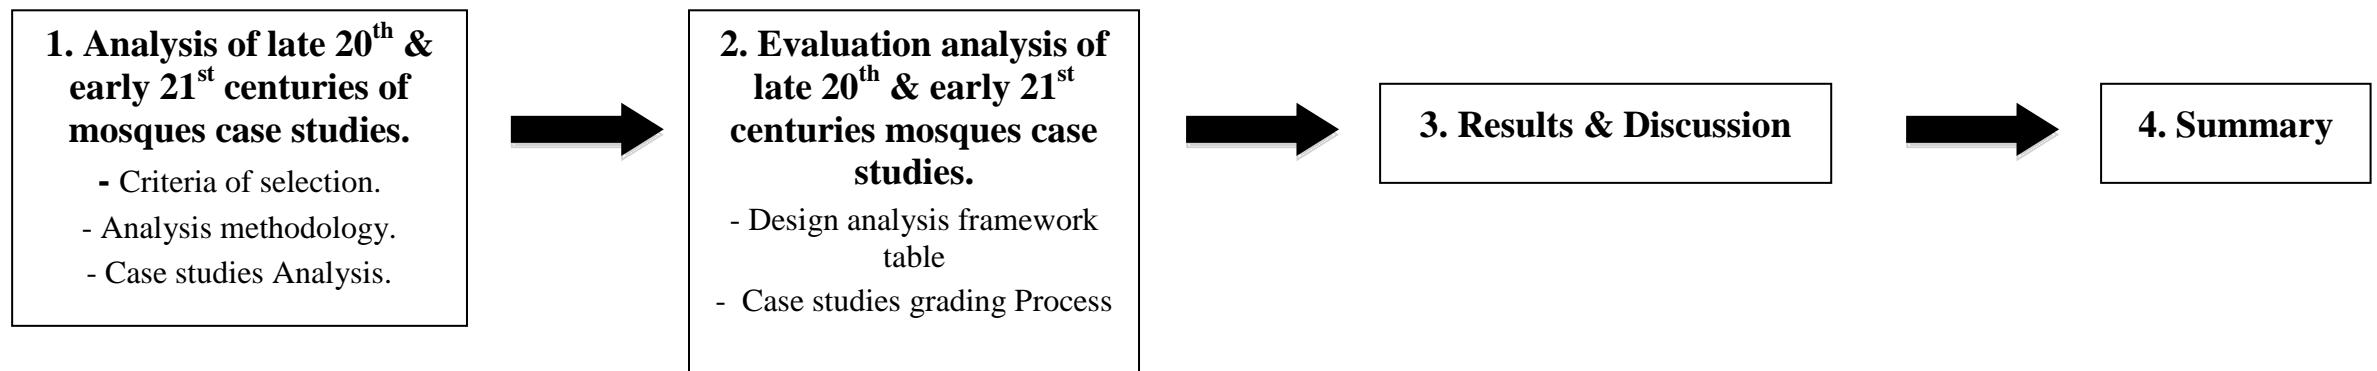 1. Analysis of late 20th &
early 21st centuries of
mosques case studies.
- Criteria of selection.
- Analysis methodology.
- Case studies Analysis.
2. Evaluation analysis of
late 20th & early 21st
centuries mosques case
studies.
- Design analysis framework
table
- Case studies grading Process
3. Results & Discussion
4. Summary